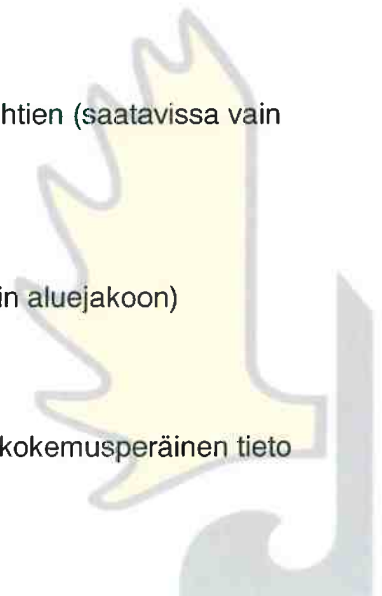 htien (saatavissa vain
in aluejakoon)
kokemusperäinen tieto